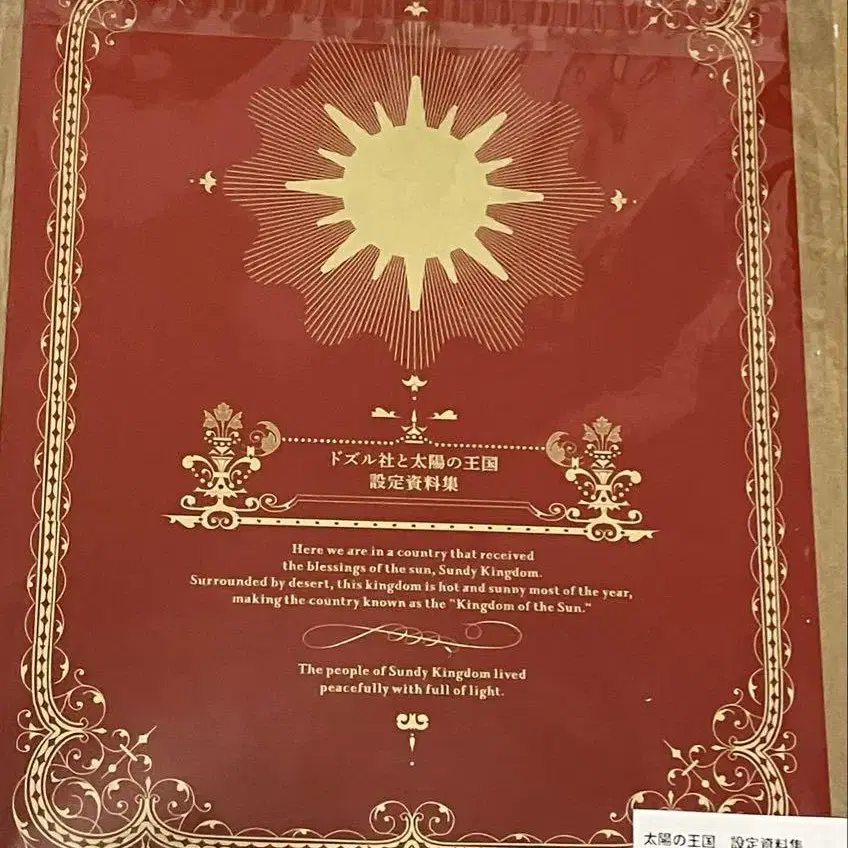 ドズル社と太陽の王国
設定資料集
Here we are in a country that received
the blessings of the sun, Sundy Kingdom.
Surrounded by desert, this kingdom is hot and sunny most of the year,
making the country known as the "Kingdom of the Sun."
The people of Sundy Kingdom lived
peacefully with full of light.
太陽の王国 設定資料集